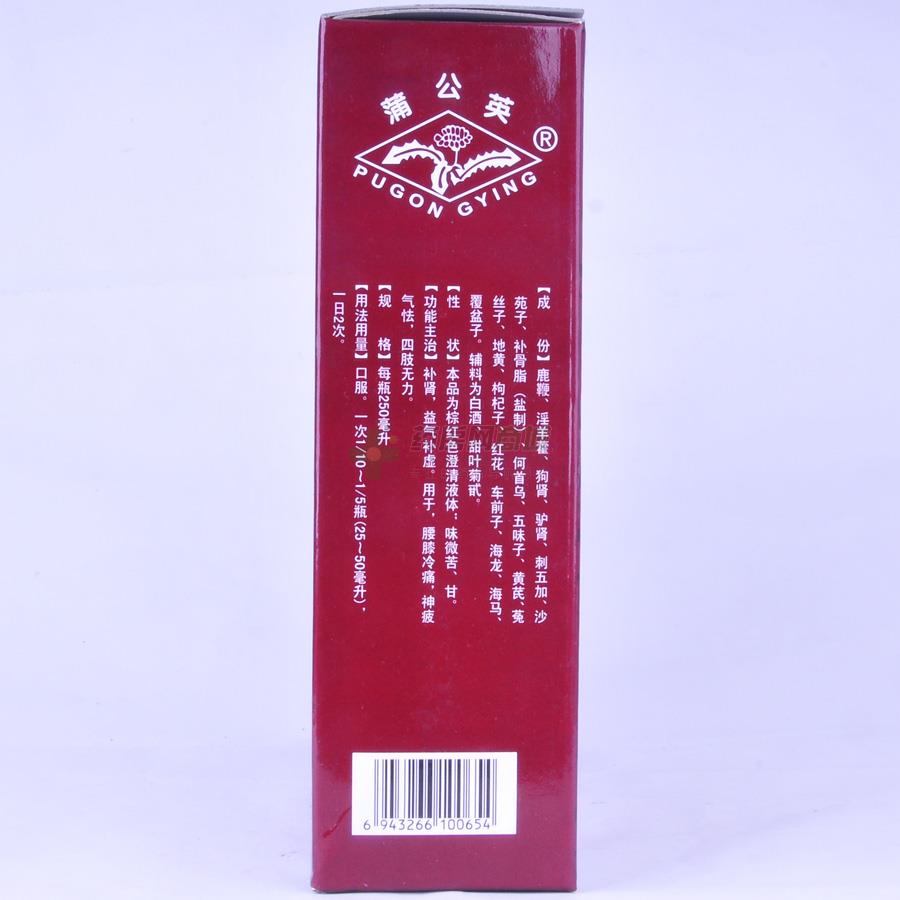 蒲公英
®
PUGON GYING
【成 份】鹿鞭、淫羊藿、狗肾、驴肾、刺五加、沙
苑子、补骨脂（盐制）、何首乌、五味子、黄芪、菟
丝子、地黄、枸杞子、红花、车前子、海龙、海马、
覆盆子。辅料为白酒、甜叶菊甙。
【性 状】本品为棕红色澄清液体；味微苦、甘。
【功能主治】补肾，益气补虚。用于，腰膝冷痛，神疲
气怯，四肢无力。
【规 格】每瓶250毫升
【用法用量】口服。一次1/10～1/5瓶(25～50毫升)，
一日2次。
6 943266 100654